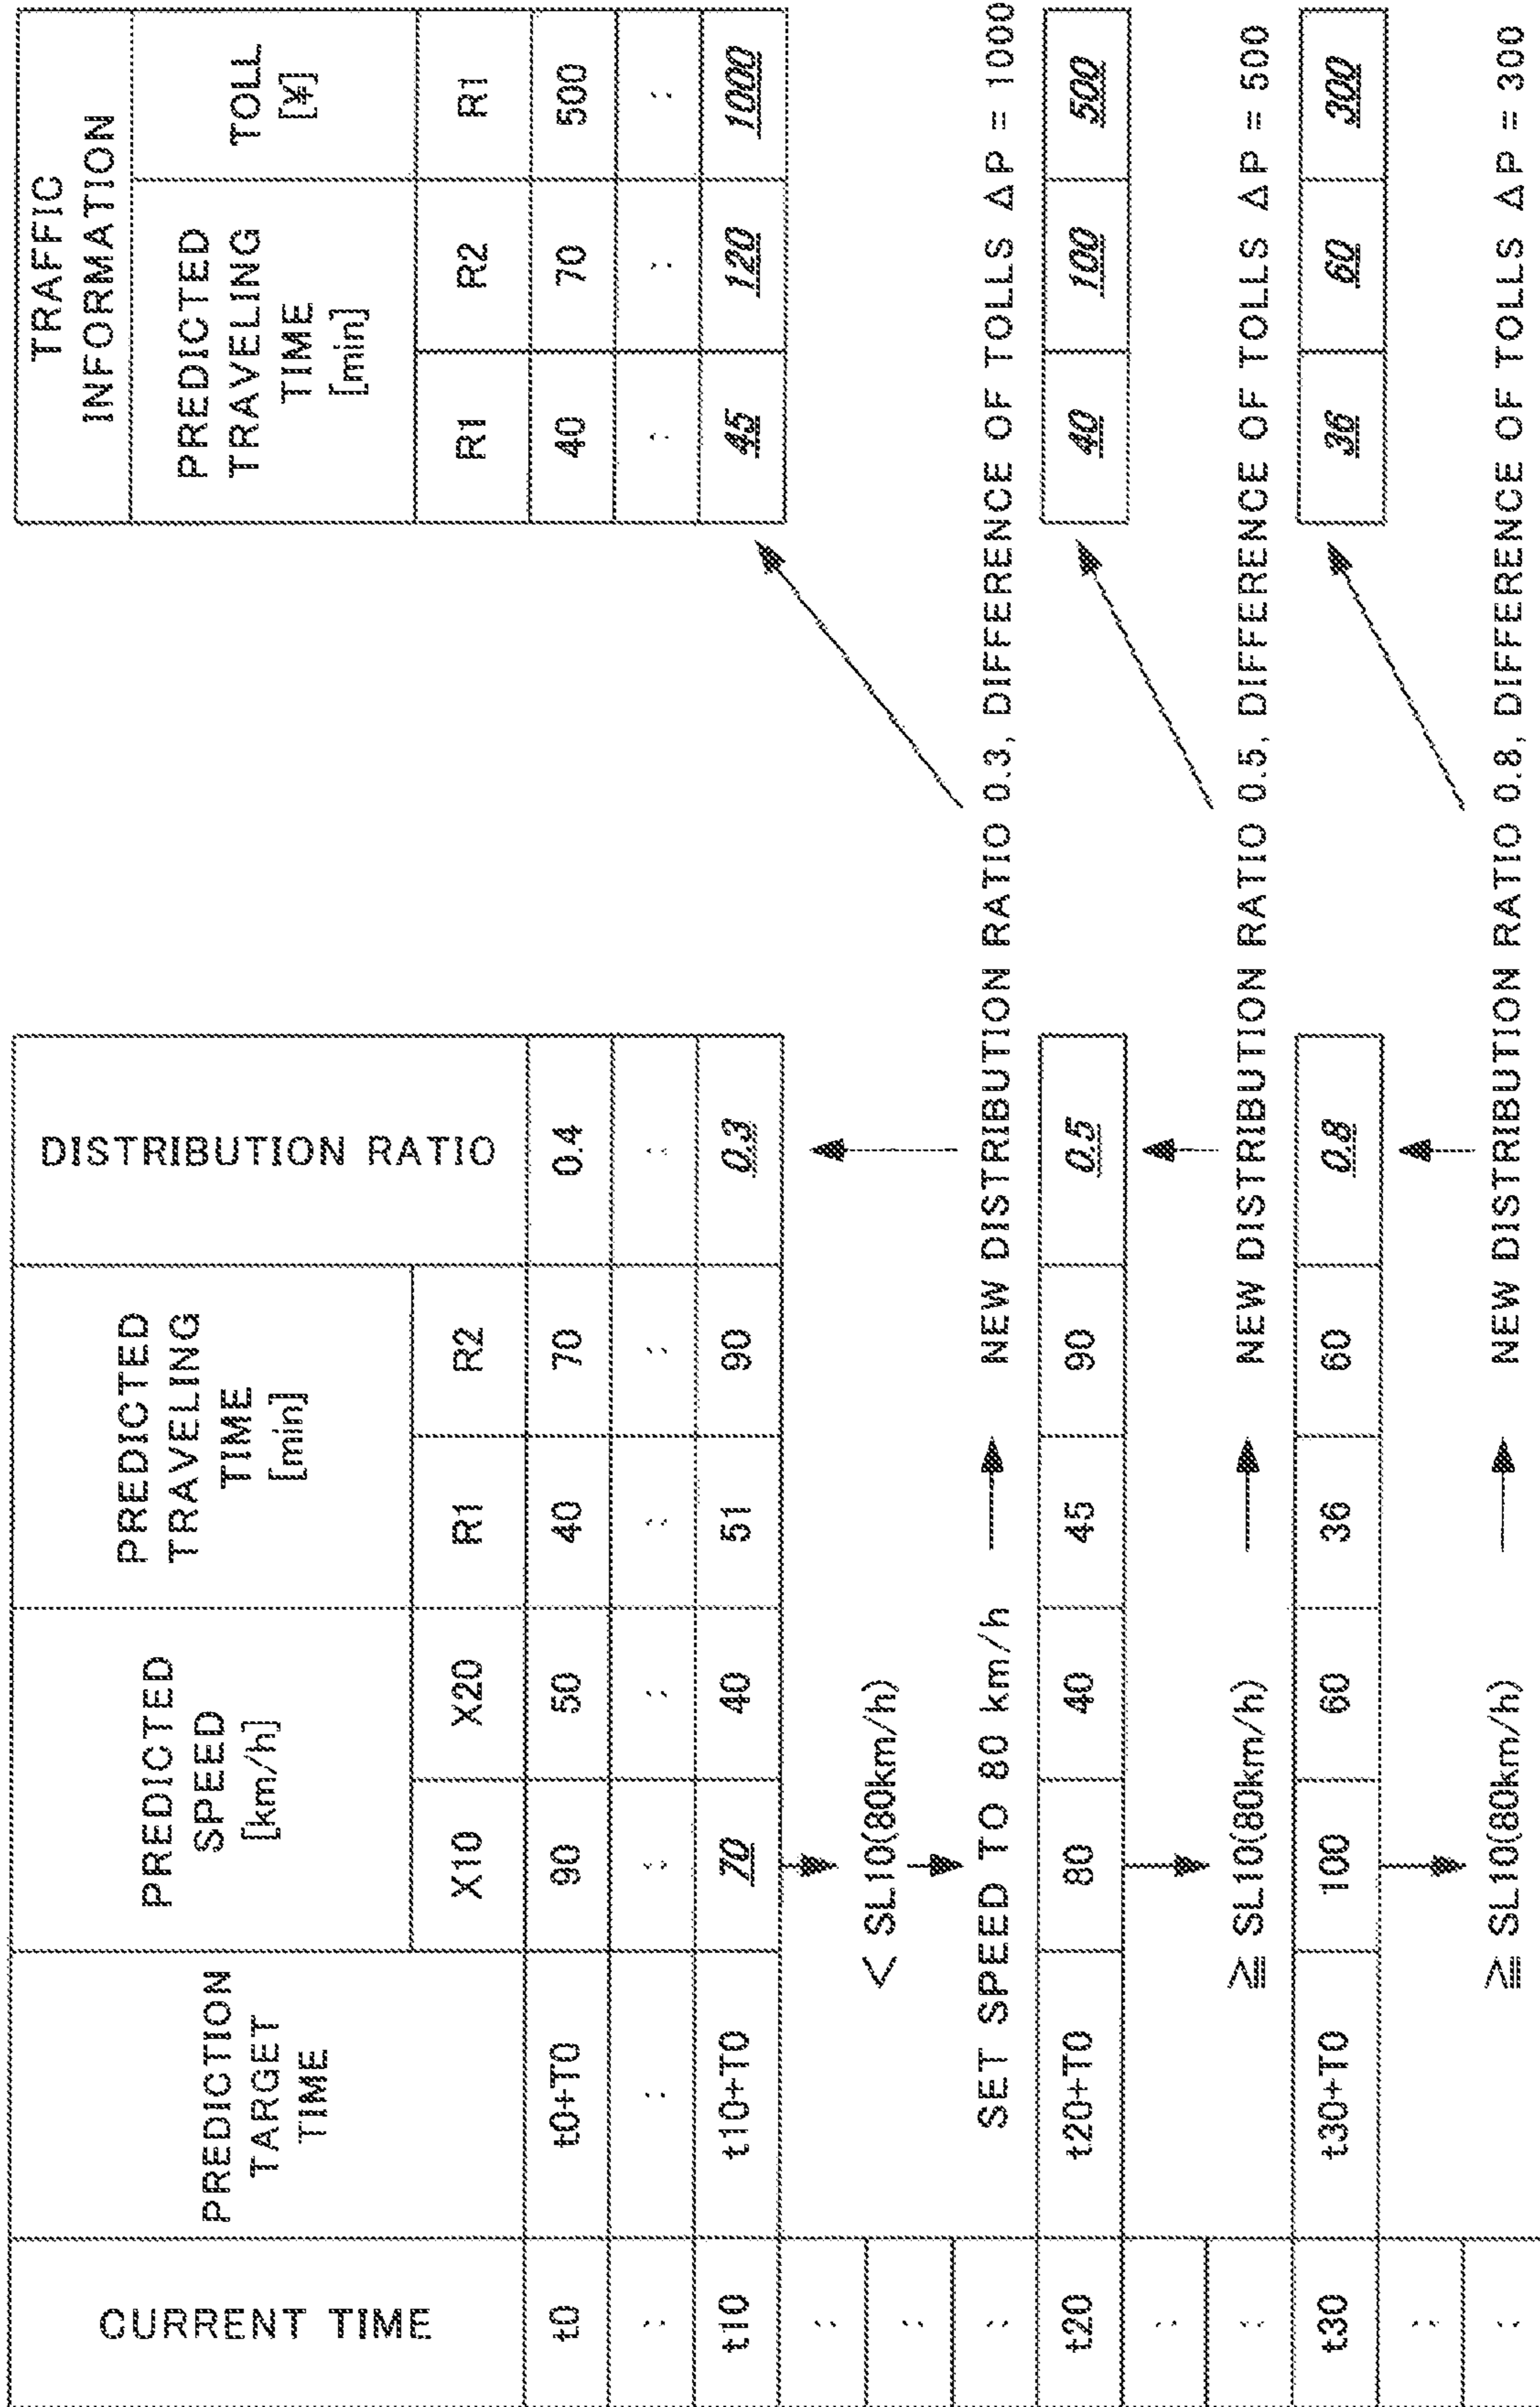 CURRENT TIME
PREDICTION
TARGET
TIME
PREDICTED
SPEED
[km/h]
PREDICTED
TRAVELING
TIME
[min]
DISTRIBUTION RATIO
TRAFFIC
INFORMATION
PREDICTED
TRAVELING
TIME
[min]
TOLL
[¥]
X10 X20 R1 R2 R1 R2 R1
t0 t0+T0 90 50 40 70 0.4 40 70 500
: : : : : : : : : :
t10 t10+T0 70 40 51 90 0.3 45 120 1000
:
: < SL10(80km/h)
: SET SPEED TO 80 km/h NEW DISTRIBUTION RATIO 0.3, DIFFERENCE OF TOLLS ΔP = 1000
t20 t20+T0 80 40 45 90 0.5 40 100 500
:
: ≧ SL10(80km/h) NEW DISTRIBUTION RATIO 0.5, DIFFERENCE OF TOLLS ΔP = 500
t30 t30+T0 100 60 36 60 0.8 36 60 300
:
: ≧ SL10(80km/h) NEW DISTRIBUTION RATIO 0.8, DIFFERENCE OF TOLLS ΔP = 300